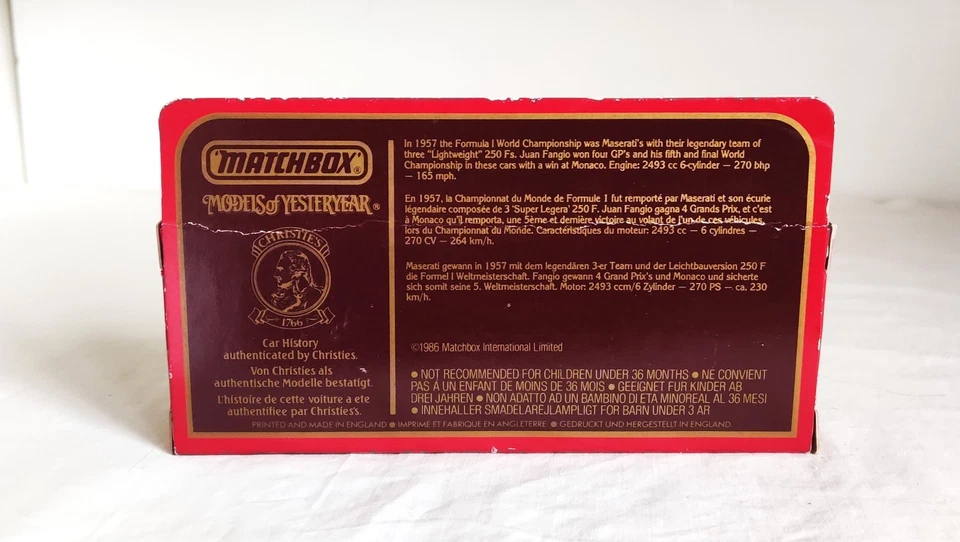 MATCHBOX®
MODELS of YESTERYEAR®
CHRISTIE'S
1766
Car History
authenticated by Christies.
Von Christies als
authentische Modelle bestatigt.
L'histoire de cette voiture a ete
authentifiee par Christies's.
In 1957 the Formula I World Championship was Maserati's with their legendary team of
three "Lightweight" 250 Fs. Juan Fangio won four GP's and his fifth and final World
Championship in these cars with a win at Monaco. Engine: 2493 cc 6-cylinder – 270 bhp
– 165 mph.
En 1957, la Championnat du Monde de Formule 1 fut remporté par Maserati et son écurie
légendaire composée de 3 'Super Legera' 250 F. Juan Fangio gagna 4 Grands Prix, et c'est
à Monaco qu'il remporta, une 5ème et dernière victoire au volant de l'un de ces véhicules,
lors du Championnat du Monde. Caractéristiques du moteur: 2493 cc – 6 cylindres –
270 CV – 264 km/h.
Maserati gewann in 1957 mit dem legendären 3-er Team und der Leichtbauversion 250 F
die Formel I Weltmeisterschaft. Fangio gewann 4 Grand Prix's und Monaco und sicherte
sich somit seine 5. Weltmeisterschaft. Motor: 2493 ccm/6 Zylinder – 270 PS – ca. 230
km/h.
©1986 Matchbox International Limited
● NOT RECOMMENDED FOR CHILDREN UNDER 36 MONTHS ● NE CONVIENT
PAS À UN ENFANT DE MOINS DE 36 MOIS ● GEEIGNET FUR KINDER AB
DREI JAHREN ● NON ADATTO AD UN BAMBINO DI ETA MINOREAL AL 36 MESI
● INNEHALLER SMADELAREJLAMPLIGT FOR BARN UNDER 3 AR
PRINTED AND MADE IN ENGLAND ● IMPRIME ET FABRIQUE EN ANGLETERRE ● GEDRUCKT UND HERGESTELLT IN ENGLAND.